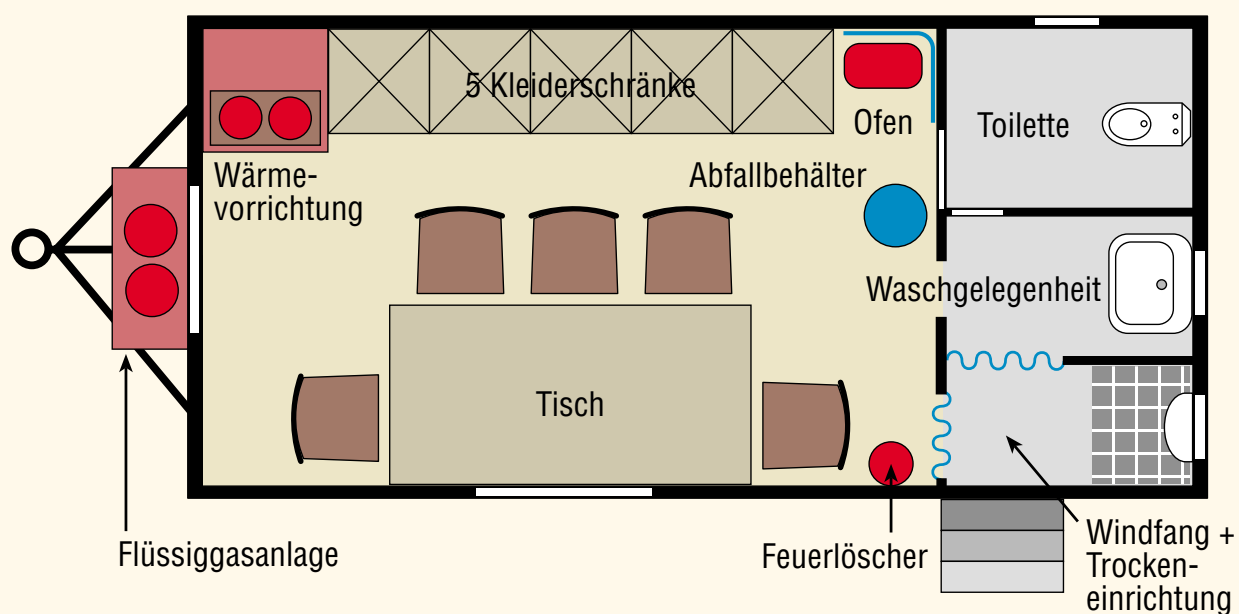 5 Kleiderschränke
Ofen
Toilette
Wärme-
vorrichtung
Abfallbehälter
Waschgelegenheit
Tisch
Flüssiggasanlage
Feuerlöscher
Windfang +
Trocken-
einrichtung